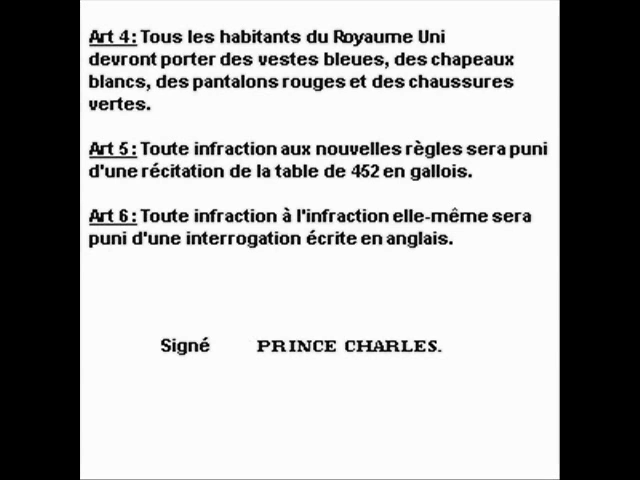 Art 4: Tous les habitants du Royaume Uni
devront porter des vestes bleues, des chapeaux
blancs, des pantalons rouges et des chaussures
vertes.
Art 5: Toute infraction aux nouvelles règles sera puni
d'une récitation de la table de 452 en gallois.
Art 6: Toute infraction à l'infraction elle-même sera
puni d'une interrogation écrite en anglais.
Signé PRINCE CHARLES.